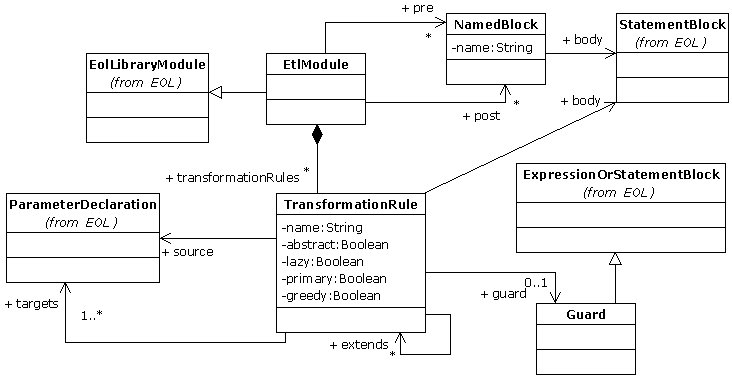 + pre
*
NamedBlock
-name:String
StatementBlock
(from EOL)
+ body
EolLibraryModule
(from EOL)
EtlModule
*
+ post
+ body
+ transformationRules
*
ExpressionOrStatementBlock
(from EOL)
ParameterDeclaration
(from EOL)
TransformationRule
-name:String
-abstract:Boolean
-lazy:Boolean
-primary:Boolean
-greedy:Boolean
+ source
+ targets
1..*
0..1
+ guard
Guard
+ extends
*